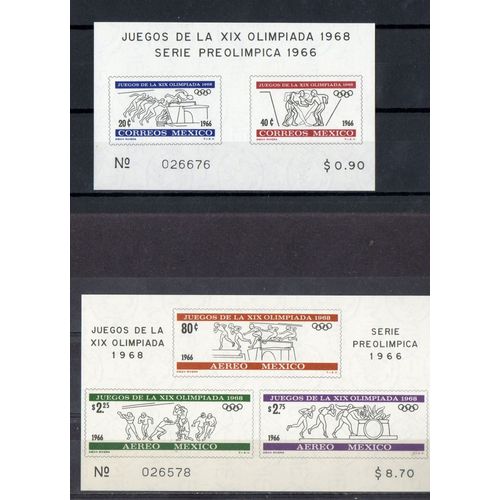 JUEGOS DE LA XIX OLIMPIADA 1968
SERIE PREOLIMPICA 1966
JUEGOS DE LA XIX OLIMPIADA 1968
20¢
1966
CORREOS MEXICO
JUEGOS DE LA XIX OLIMPIADA 1968
40¢
1966
CORREOS MEXICO
Nº 026676
$0.90
JUEGOS DE LA
XIX OLIMPIADA
1968
JUEGOS DE LA XIX OLIMPIADA 1968
80¢
1966
AEREO MEXICO
SERIE
PREOLIMPICA
1966
JUEGOS DE LA XIX OLIMPIADA 1968
$2.25
1966
AEREO MEXICO
JUEGOS DE LA XIX OLIMPIADA 1968
$2.75
1966
AEREO MEXICO
Nº 026578
$8.70